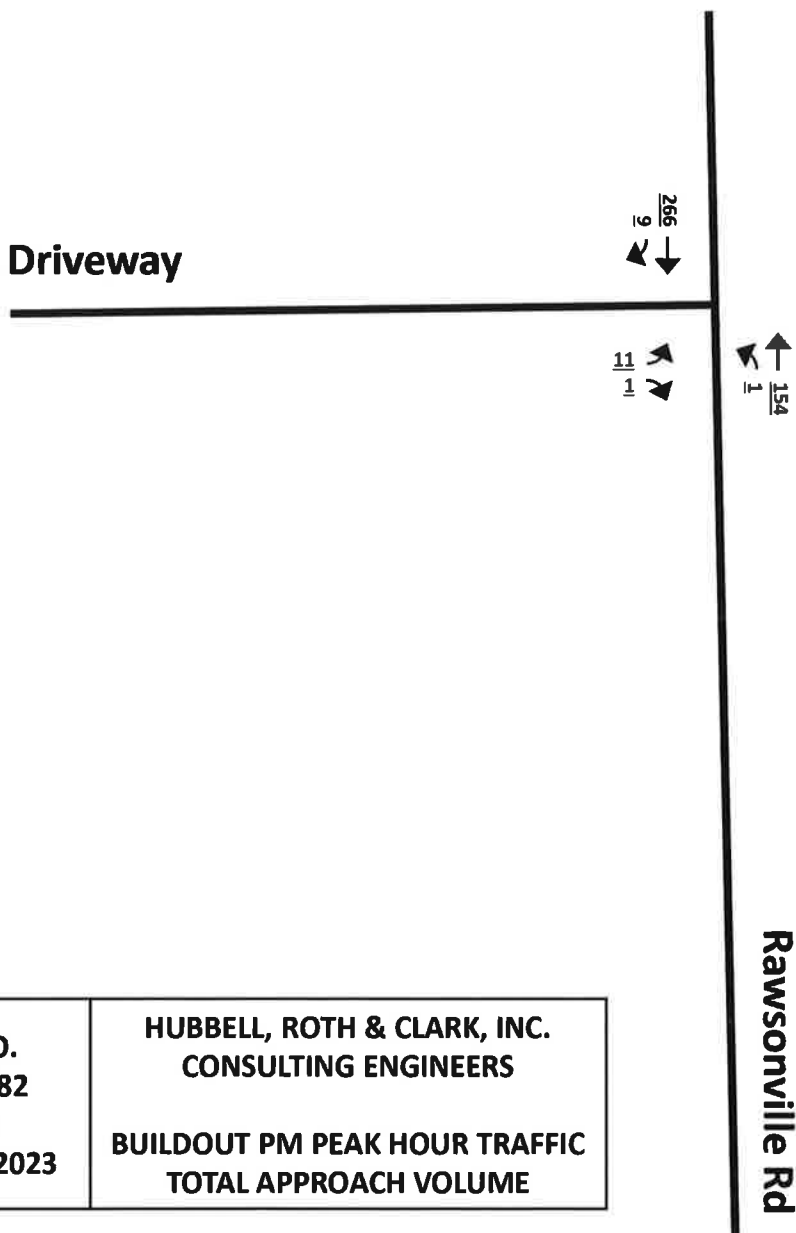 266
9
Driveway
11
1
154
1
Rawsonville Rd
82
2023
HUBBELL, ROTH & CLARK, INC.
CONSULTING ENGINEERS
BUILDOUT PM PEAK HOUR TRAFFIC
TOTAL APPROACH VOLUME